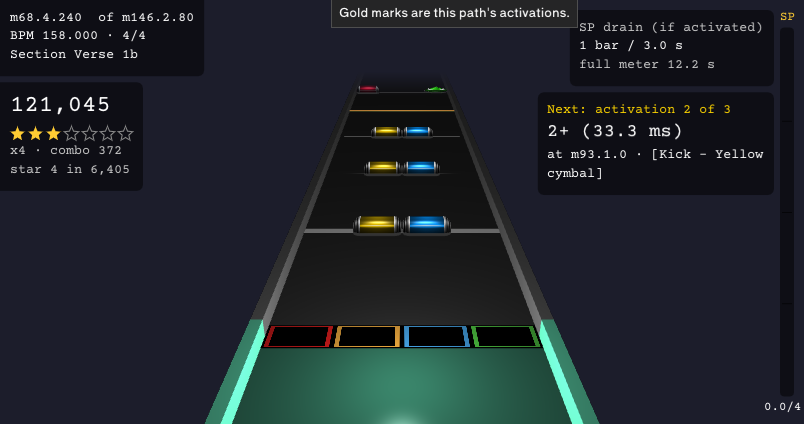 m68.4.240  of m146.2.80
BPM 158.000 · 4/4
Section Verse 1b
Gold marks are this path's activations.
SP drain (if activated)
1 bar / 3.0 s
full meter 12.2 s
SP
121,045
x4 · combo 372
star 4 in 6,405
Next: activation 2 of 3
2+ (33.3 ms)
at m93.1.0 · [Kick – Yellow
cymbal]
0.0/4